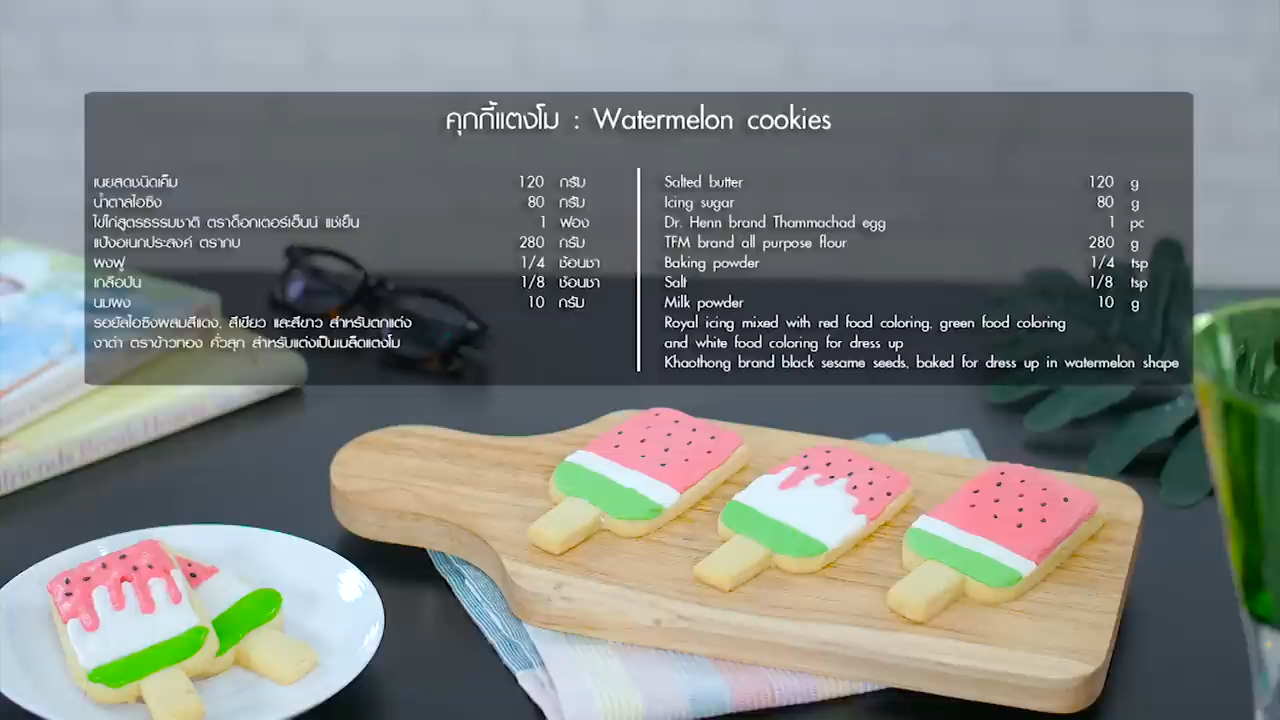 คุกกี้แตงโม : Watermelon cookies
เนยสดชนิดเค็ม 120 กรัม
น้ำตาลไอซิง 80 กรัม
ไข่ไก่สูตรธรรมชาติ ตราด็อกเตอร์เฮ็นน์ แช่เย็น 1 ฟอง
แป้งอเนกประสงค์ ตรากบ 280 กรัม
ผงฟู 1/4 ช้อนชา
เกลือป่น 1/8 ช้อนชา
นมผง 10 กรัม
รอยัลไอซิงผสมสีแดง, สีเขียว และสีขาว สำหรับตกแต่ง
งาดำ ตราข้าวทอง คั่วสุก สำหรับแต่งเป็นเมล็ดแตงโม
Salted butter 120 g
Icing sugar 80 g
Dr. Henn brand Thammachad egg 1 pc
TFM brand all purpose flour 280 g
Baking powder 1/4 tsp
Salt 1/8 tsp
Milk powder 10 g
Royal icing mixed with red food coloring, green food coloring
and white food coloring for dress up
Khaothong brand black sesame seeds, baked for dress up in watermelon shape